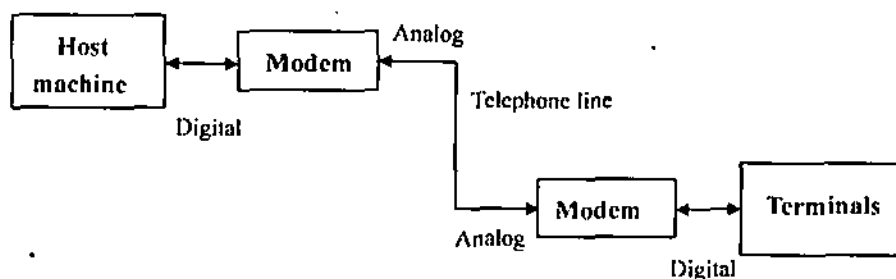 Host
machine
Modem
Analog
Digital
Telephone line
Modem
Analog
Terminals
Digital